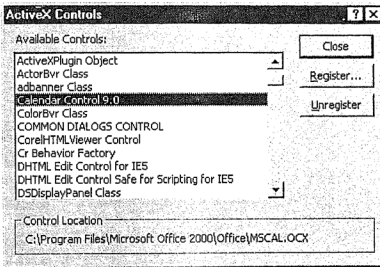 ActiveX Controls
Available Controls:
ActiveXPlugin Object
ActorBvr Class
adbanner Class
Calendar Control 9.0
ColorBvr Class
COMMON DIALOGS CONTROL
CorelHTMLViewer Control
Cr Behavior Factory
DHTML Edit Control for IE5
DHTML Edit Control Safe for Scripting for IE5
DSDisplayPanel Class
Close
Register...
Unregister
Control Location
C:\Program Files\Microsoft Office 2000\Office\MSCAL.OCX